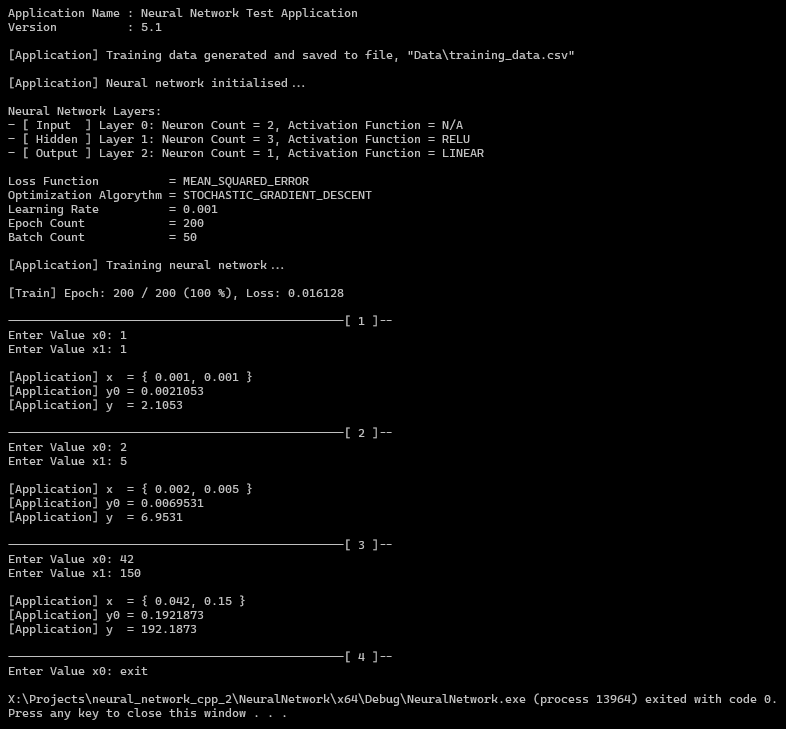 Application Name : Neural Network Test Application
Version          : 5.1
[Application] Training data generated and saved to file, "Data\training_data.csv"
[Application] Neural network initialised...
Neural Network Layers:
- [ Input  ] Layer 0: Neuron Count = 2, Activation Function = N/A
- [ Hidden ] Layer 1: Neuron Count = 3, Activation Function = RELU
- [ Output ] Layer 2: Neuron Count = 1, Activation Function = LINEAR
Loss Function          = MEAN_SQUARED_ERROR
Optimization Algorythm = STOCHASTIC_GRADIENT_DESCENT
Learning Rate          = 0.001
Epoch Count            = 200
Batch Count            = 50
[Application] Training neural network...
[Train] Epoch: 200 / 200 (100 %), Loss: 0.016128
------------------------------------------------[ 1 ]--
Enter Value x0: 1
Enter Value x1: 1
[Application] x  = { 0.001, 0.001 }
[Application] y0 = 0.0021053
[Application] y  = 2.1053
------------------------------------------------[ 2 ]--
Enter Value x0: 2
Enter Value x1: 5
[Application] x  = { 0.002, 0.005 }
[Application] y0 = 0.0069531
[Application] y  = 6.9531
------------------------------------------------[ 3 ]--
Enter Value x0: 42
Enter Value x1: 150
[Application] x  = { 0.042, 0.15 }
[Application] y0 = 0.1921873
[Application] y  = 192.1873
------------------------------------------------[ 4 ]--
Enter Value x0: exit
X:\Projects\neural_network_cpp_2\NeuralNetwork\x64\Debug\NeuralNetwork.exe (process 13964) exited with code 0.
Press any key to close this window . . .